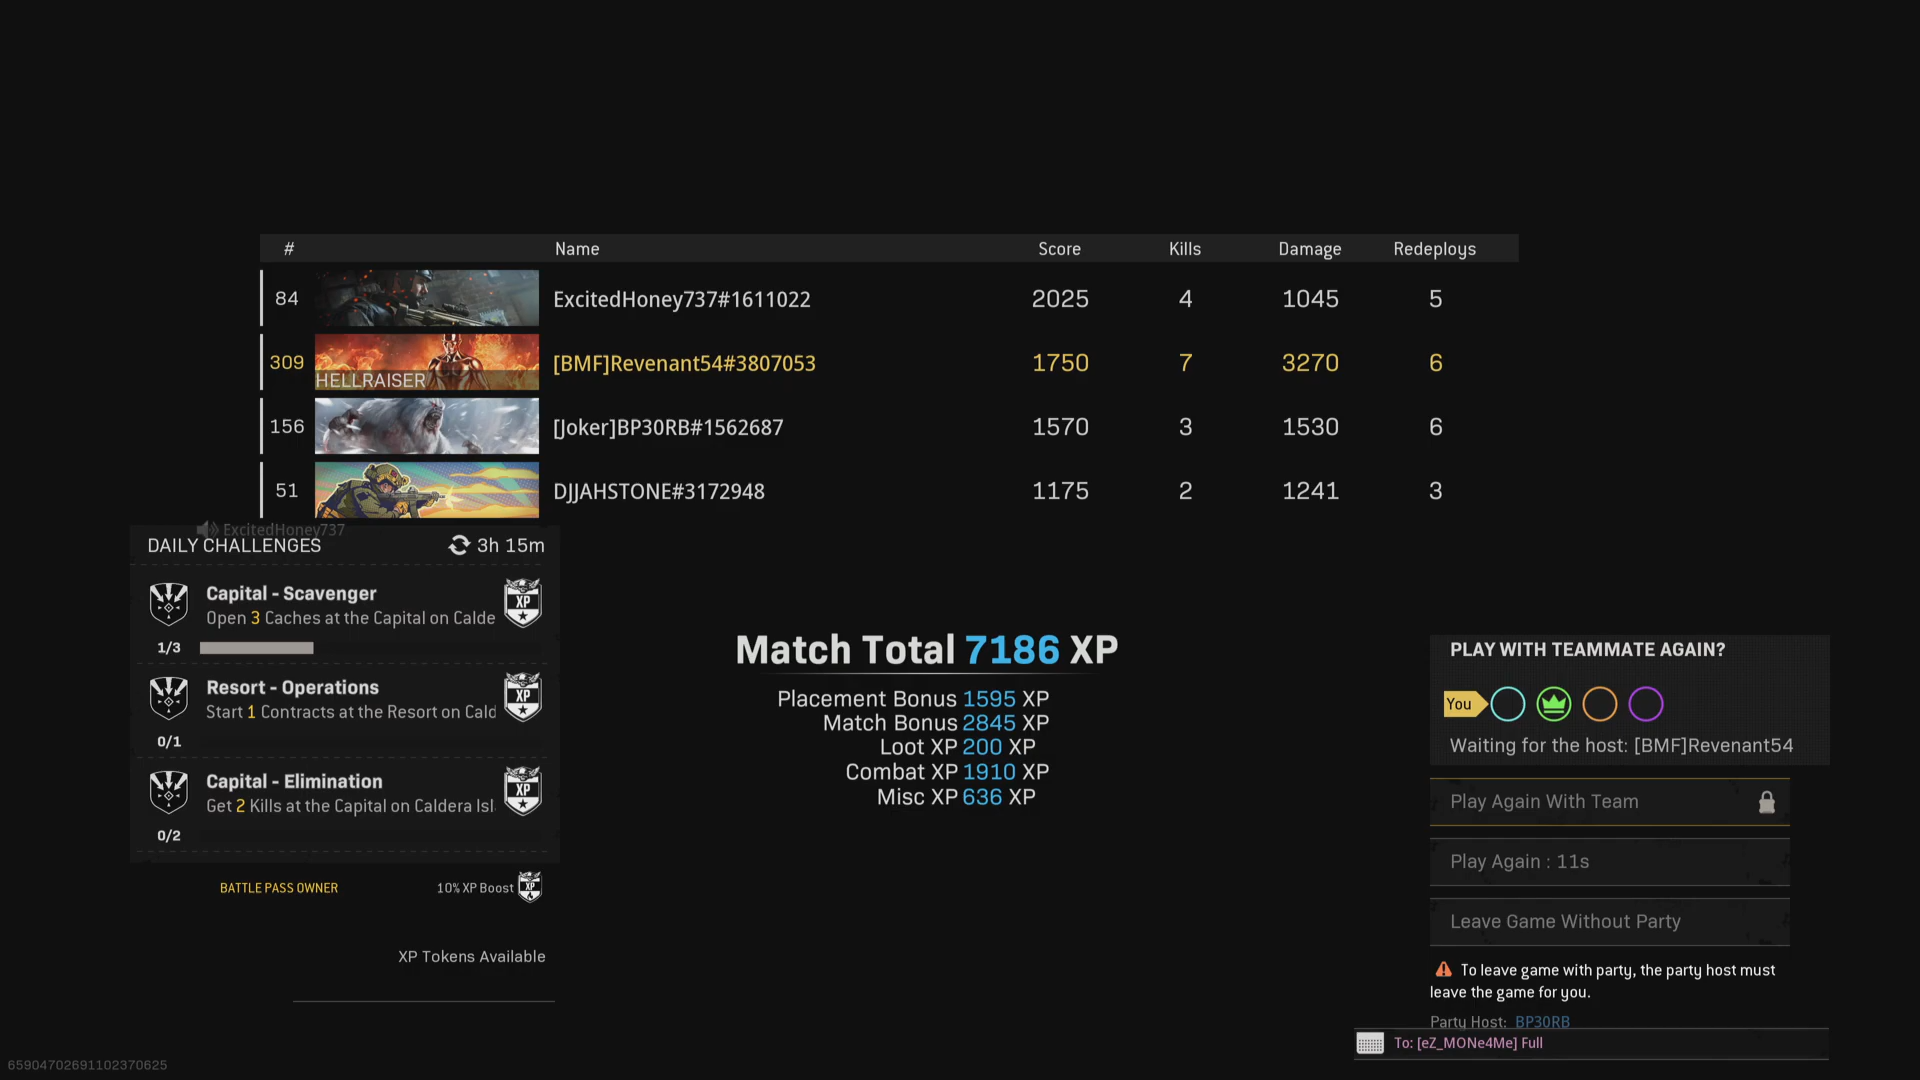 # Name Score Kills Damage Redeploys
84 ExcitedHoney737#1611022 2025 4 1045 5
309 HELLRAISER [BMF]Revenant54#3807053 1750 7 3270 6
156 [Joker]BP30RB#1562687 1570 3 1530 6
51 DJJAHSTONE#3172948 1175 2 1241 3
ExcitedHoney737
DAILY CHALLENGES 3h 15m
Capital - Scavenger
Open 3 Caches at the Capital on Calde
XP
1/3
Resort - Operations
Start 1 Contracts at the Resort on Cald
XP
0/1
Capital - Elimination
Get 2 Kills at the Capital on Caldera Isl
XP
0/2
BATTLE PASS OWNER 10% XP Boost XP
XP Tokens Available
Match Total 7186 XP
Placement Bonus 1595 XP
Match Bonus 2845 XP
Loot XP 200 XP
Combat XP 1910 XP
Misc XP 636 XP
PLAY WITH TEAMMATE AGAIN?
You
Waiting for the host: [BMF]Revenant54
Play Again With Team
Play Again : 11s
Leave Game Without Party
To leave game with party, the party host must
leave the game for you.
Party Host: BP30RB
To: [eZ_MONe4Me] Full
65904702691102370625